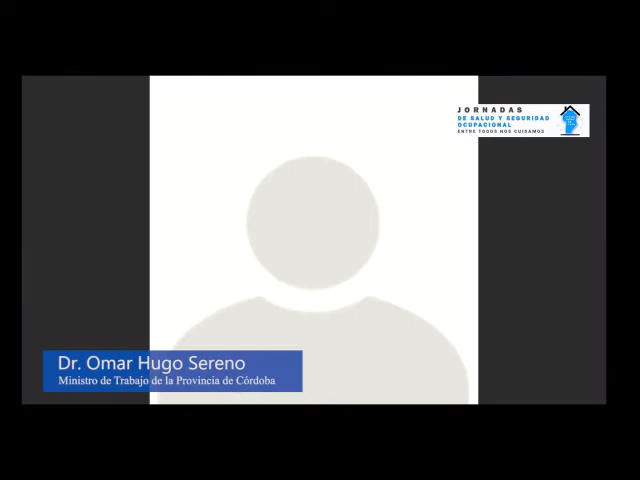 JORNADAS
DE SALUD Y SEGURIDAD
OCUPACIONAL
ENTRE TODOS NOS CUIDAMOS
Dr. Omar Hugo Sereno
Ministro de Trabajo de la Provincia de Córdoba